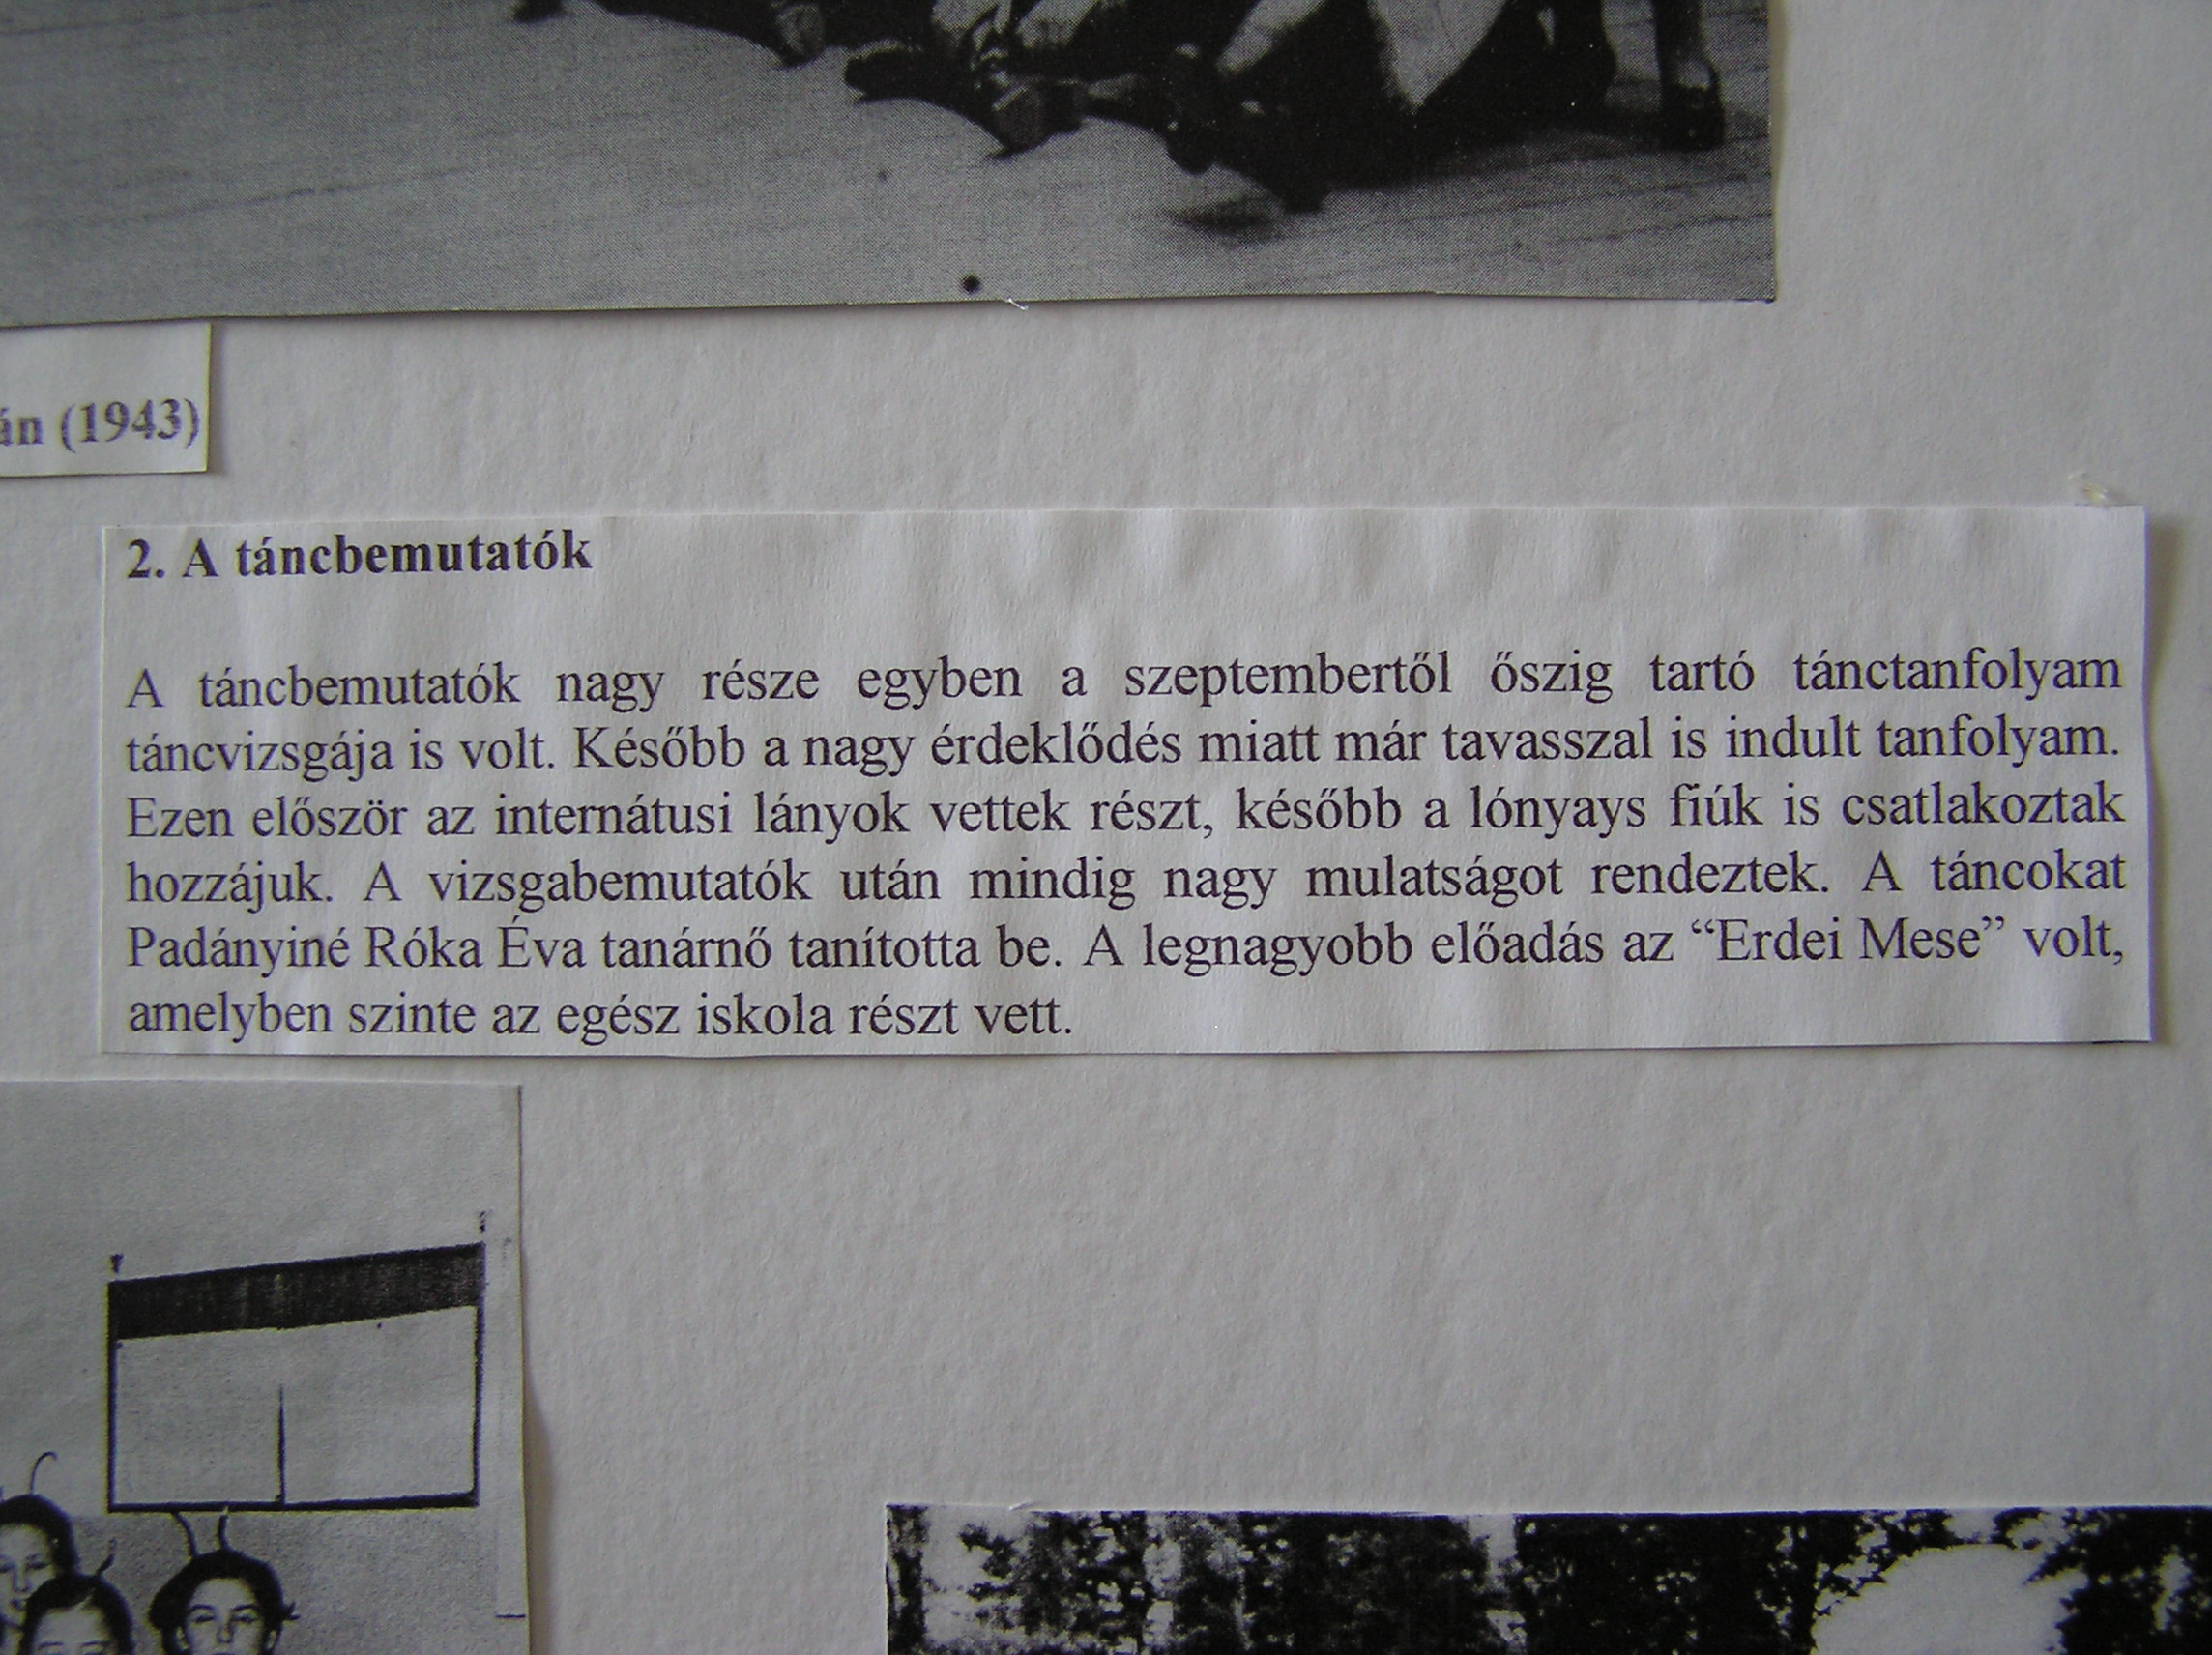 án (1943)
2. A táncbemutatók
A táncbemutatók nagy része egyben a szeptembertől őszig tartó tánctanfolyam
táncvizsgája is volt. Később a nagy érdeklődés miatt már tavasszal is indult tanfolyam.
Ezen először az internátusi lányok vettek részt, később a lónyays fiúk is csatlakoztak
hozzájuk. A vizsgabemutatók után mindig nagy mulatságot rendeztek. A táncokat
Padányiné Róka Éva tanárnő tanította be. A legnagyobb előadás az “Erdei Mese” volt,
amelyben szinte az egész iskola részt vett.